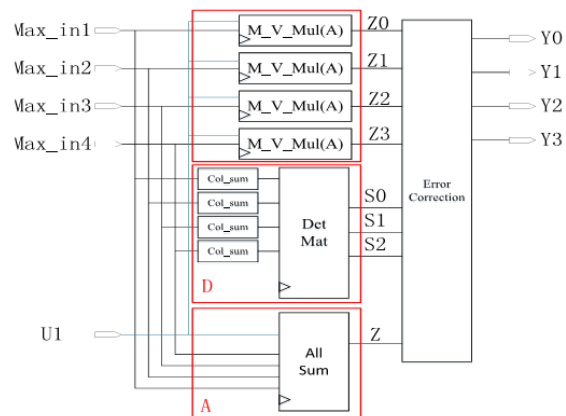 Max_in1 M_V_Mul(A) Z0 Y0
Max_in2 M_V_Mul(A) Z1 Y1
Max_in3 M_V_Mul(A) Z2 Y2
Max_in4 M_V_Mul(A) Z3 Y3
Col_sum
Col_sum
Col_sum
Col_sum
Det
Mat
S0
S1
S2
Error
Correction
D
U1
All
Sum
Z
A